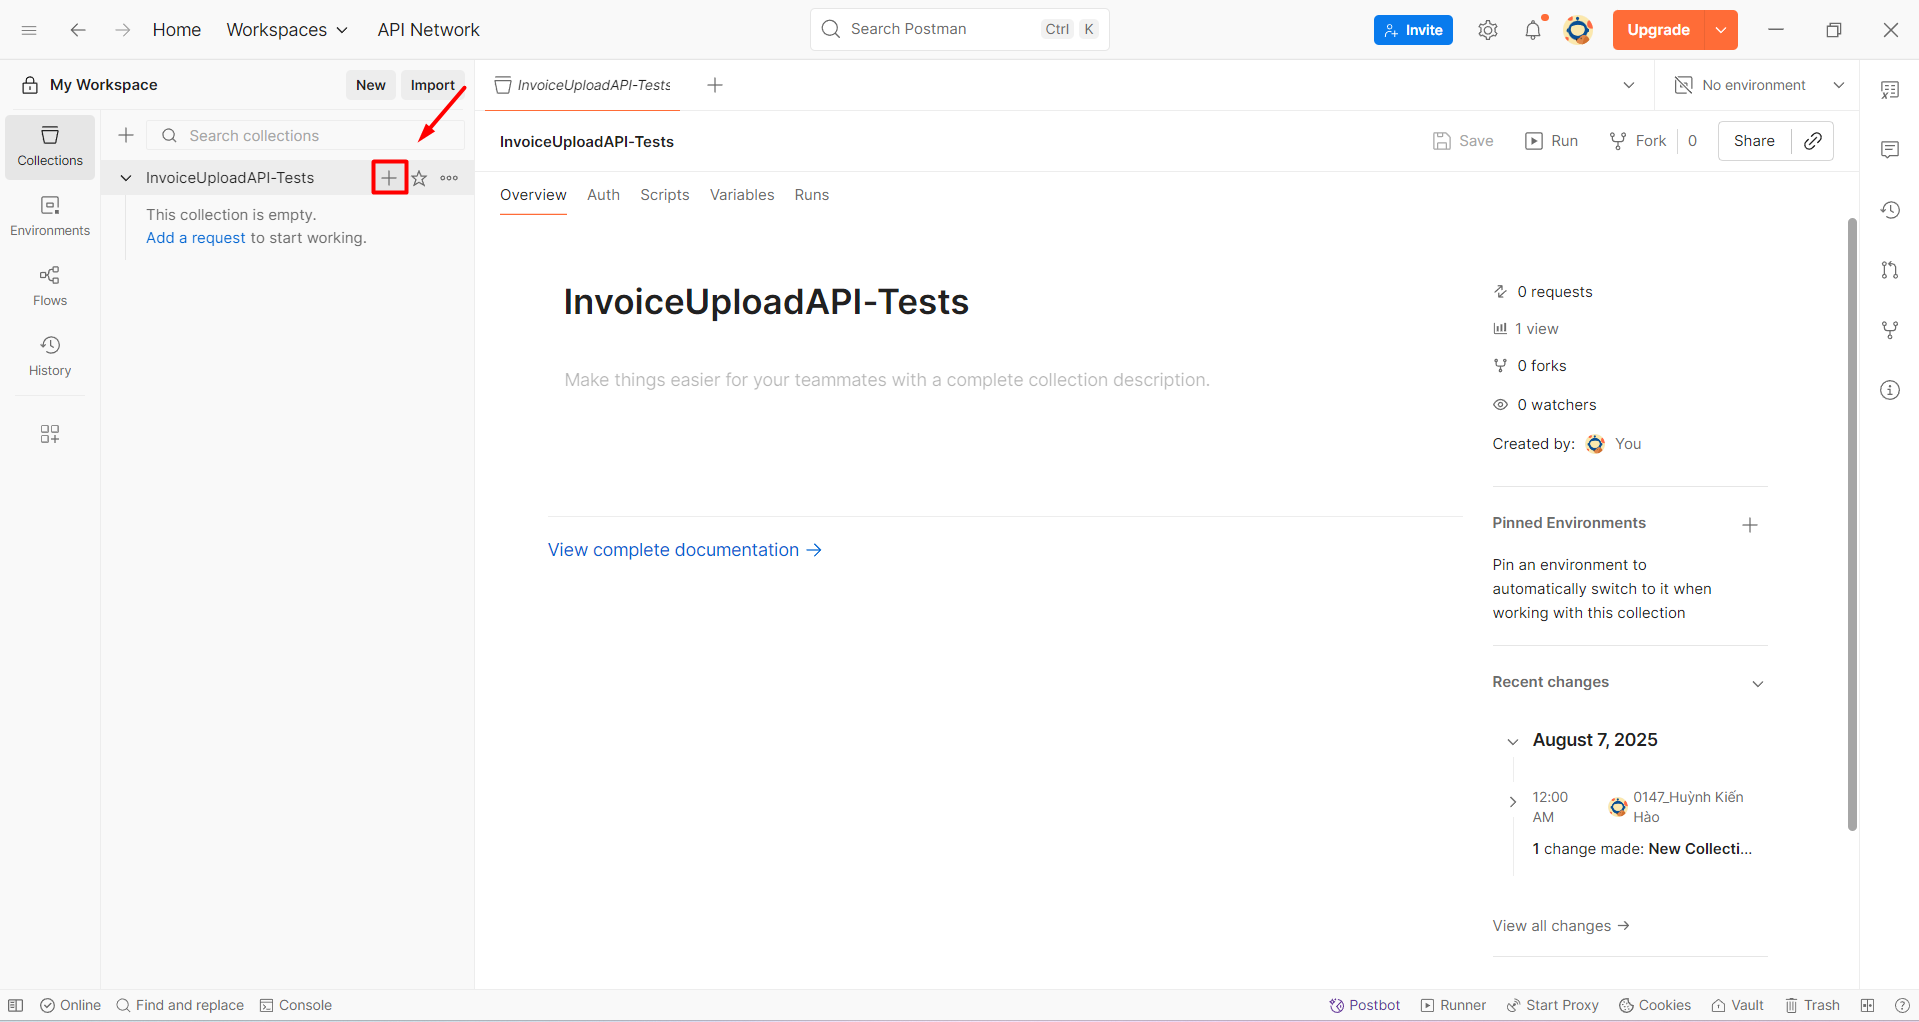 Home
Workspaces
API Network
Search Postman
Ctrl
K
Invite
Upgrade
My Workspace
New
Import
InvoiceUploadAPI-Tests
No environment
Collections
Search collections
InvoiceUploadAPI-Tests
This collection is empty.
Add a request to start working.
Environments
Flows
History
InvoiceUploadAPI-Tests
Save
Run
Fork
0
Share
Overview
Auth
Scripts
Variables
Runs
InvoiceUploadAPI-Tests
Make things easier for your teammates with a complete collection description.
View complete documentation →
0 requests
1 view
0 forks
0 watchers
Created by: You
Pinned Environments
Pin an environment to
automatically switch to it when
working with this collection
Recent changes
August 7, 2025
12:00
AM
0147_Huỳnh Kiến
Hào
1 change made: New Collecti...
View all changes →
Online
Find and replace
Console
Postbot
Runner
Start Proxy
Cookies
Vault
Trash